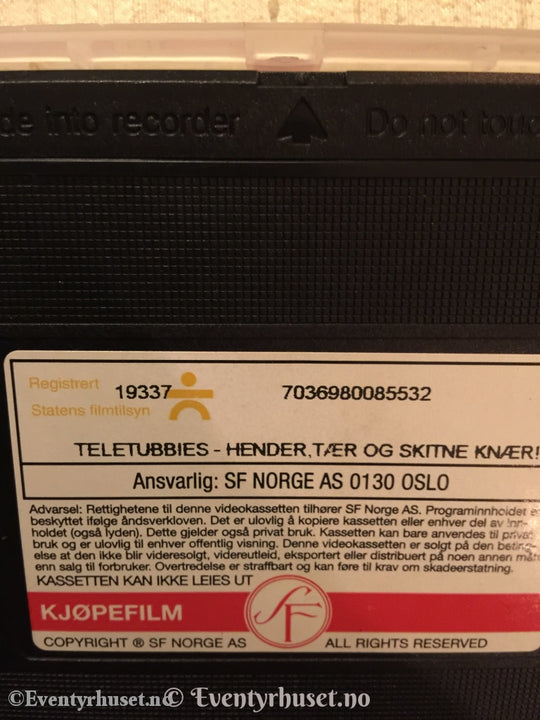 de into recorder Do not touc
Registrert 19337 7036980085532
Statens filmtilsyn
TELETUBBIES - HENDER, TÆR OG SKITNE KNÆR!
Ansvarlig: SF NORGE AS 0130 OSLO
Advarsel: Rettighetene til denne videokassetten tilhører SF Norge AS. Programinnholdet e
beskyttet ifølge åndsverkloven. Det er ulovlig å kopiere kassetten eller enhver del av inn-
holdet (også lyden). Dette gjelder også privat bruk. Kassetten kan bare anvendes til privat
bruk og er ulovlig til enhver offentlig visning. Denne videokassetten er solgt på den beting-
else at den ikke blir videresolgt, videreutleid, eksportert eller distribuert på noen annen måt
enn salg til forbruker. Overtredelse er straffbart og kan føre til krav om skadeerstatning.
KASSETTEN KAN IKKE LEIES UT
KJØPEFILM SF
COPYRIGHT ® SF NORGE AS ALL RIGHTS RESERVED
©Eventyrhuset.no © Eventyrhuset.no